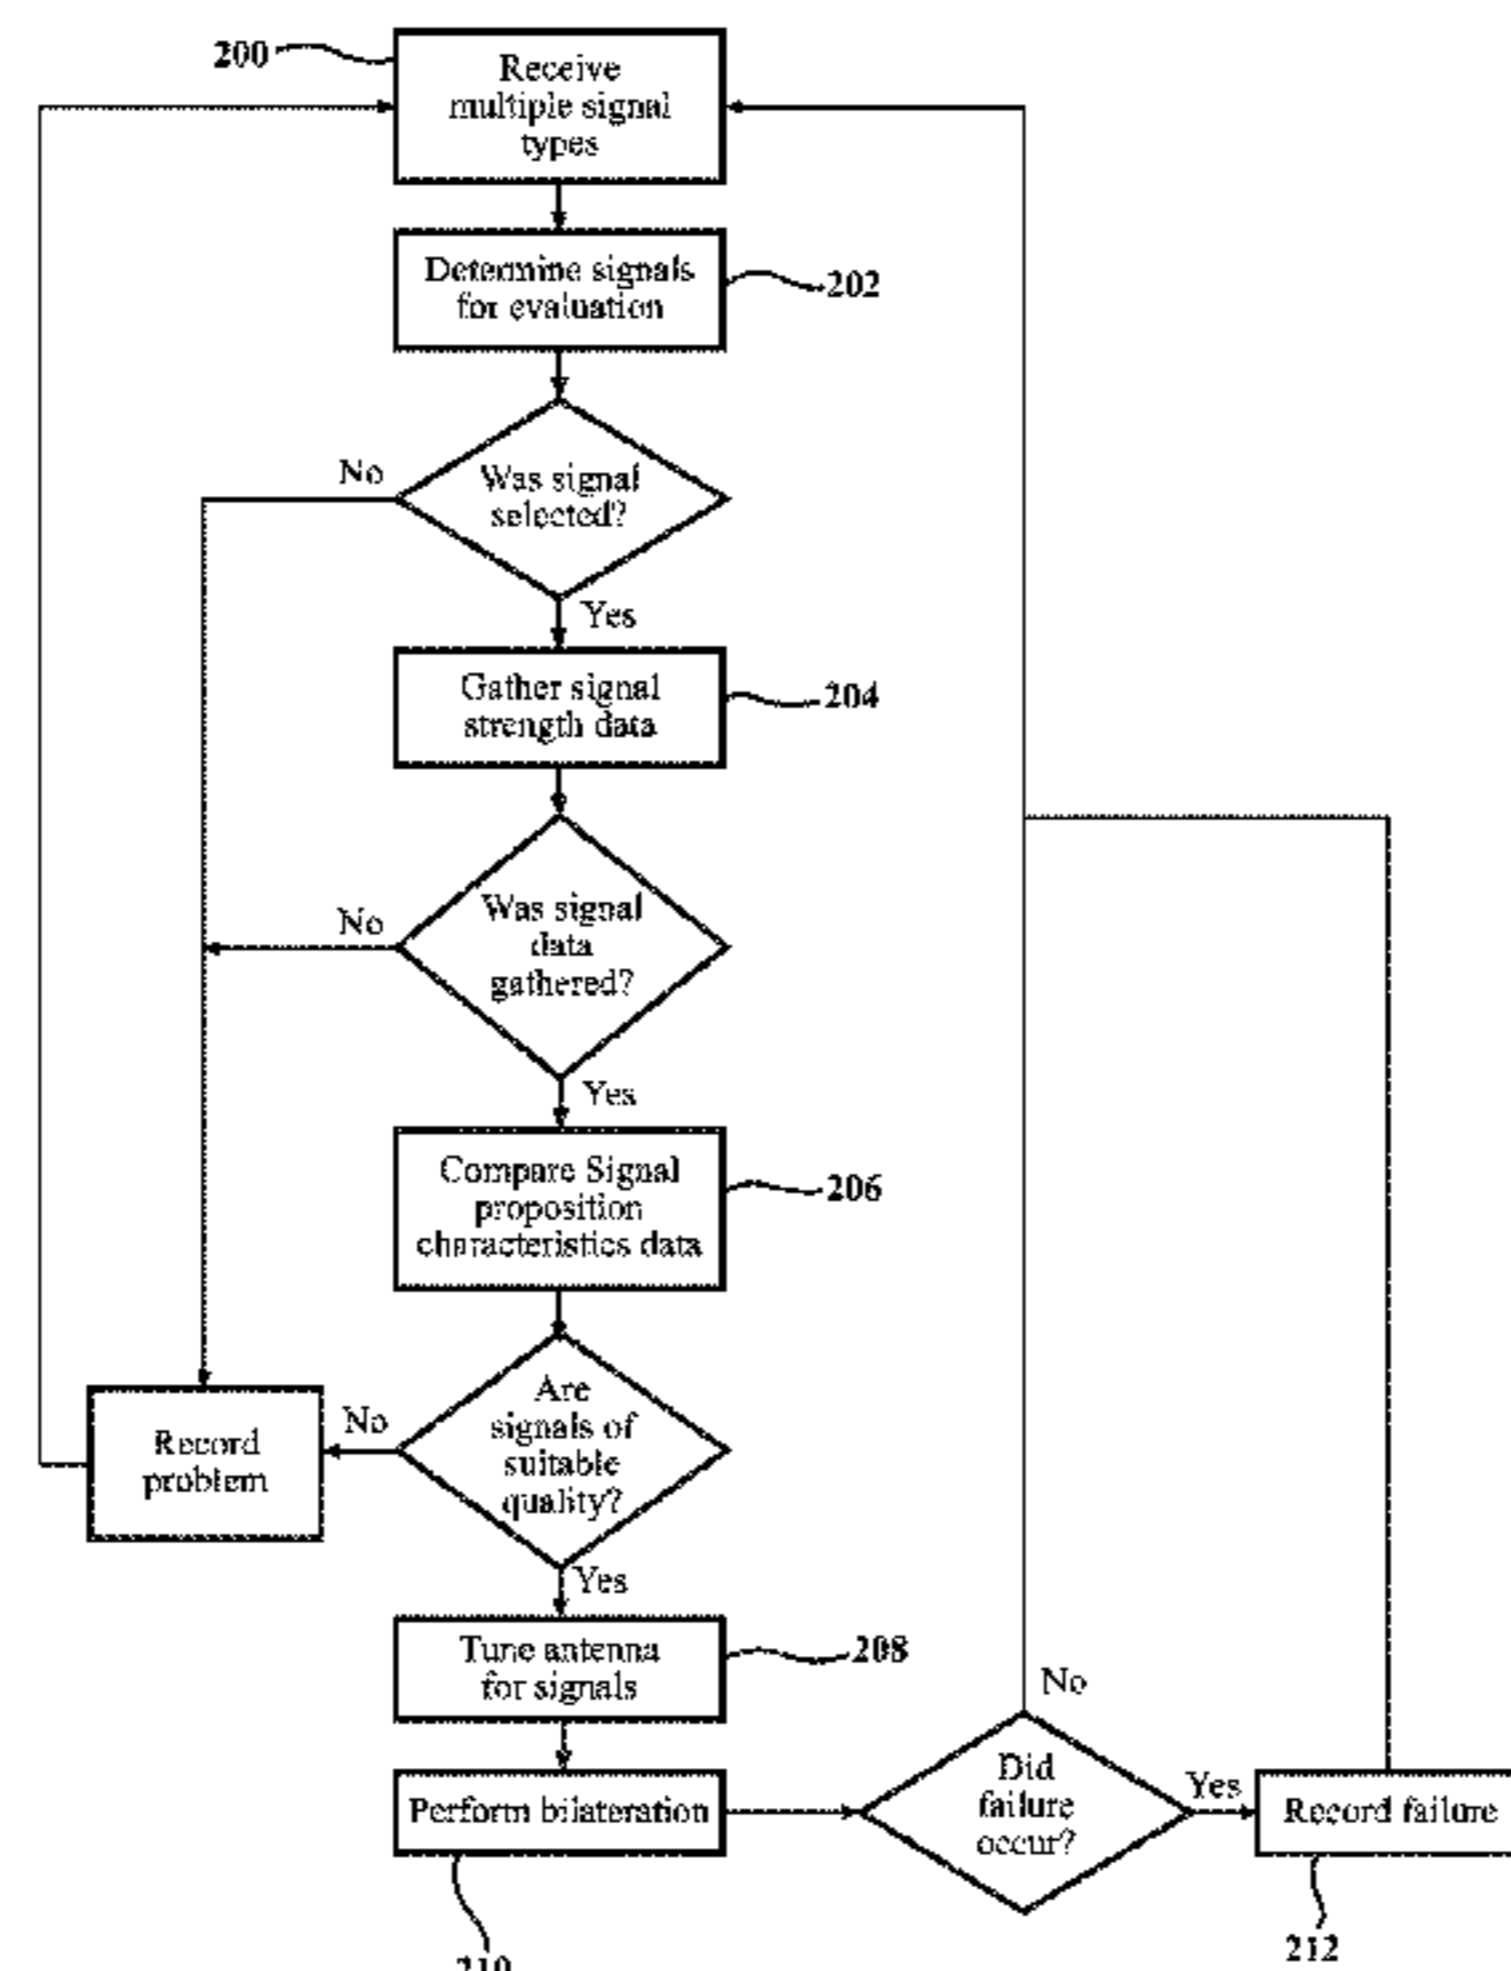 200
Receive
multiple signal
types
Determine signals
for evaluation
202
No
Was signal
selected?
Yes
Gather signal
strength data
204
No
Was signal
data
gathered?
Yes
Compare Signal
proposition
characteristics data
206
Record
problem
No
Are
signals of
suitable
quality?
Yes
Tune antenna
for signals
208
No
Perform bilateration
Did
failure
occur?
Yes
Record failure
210
212